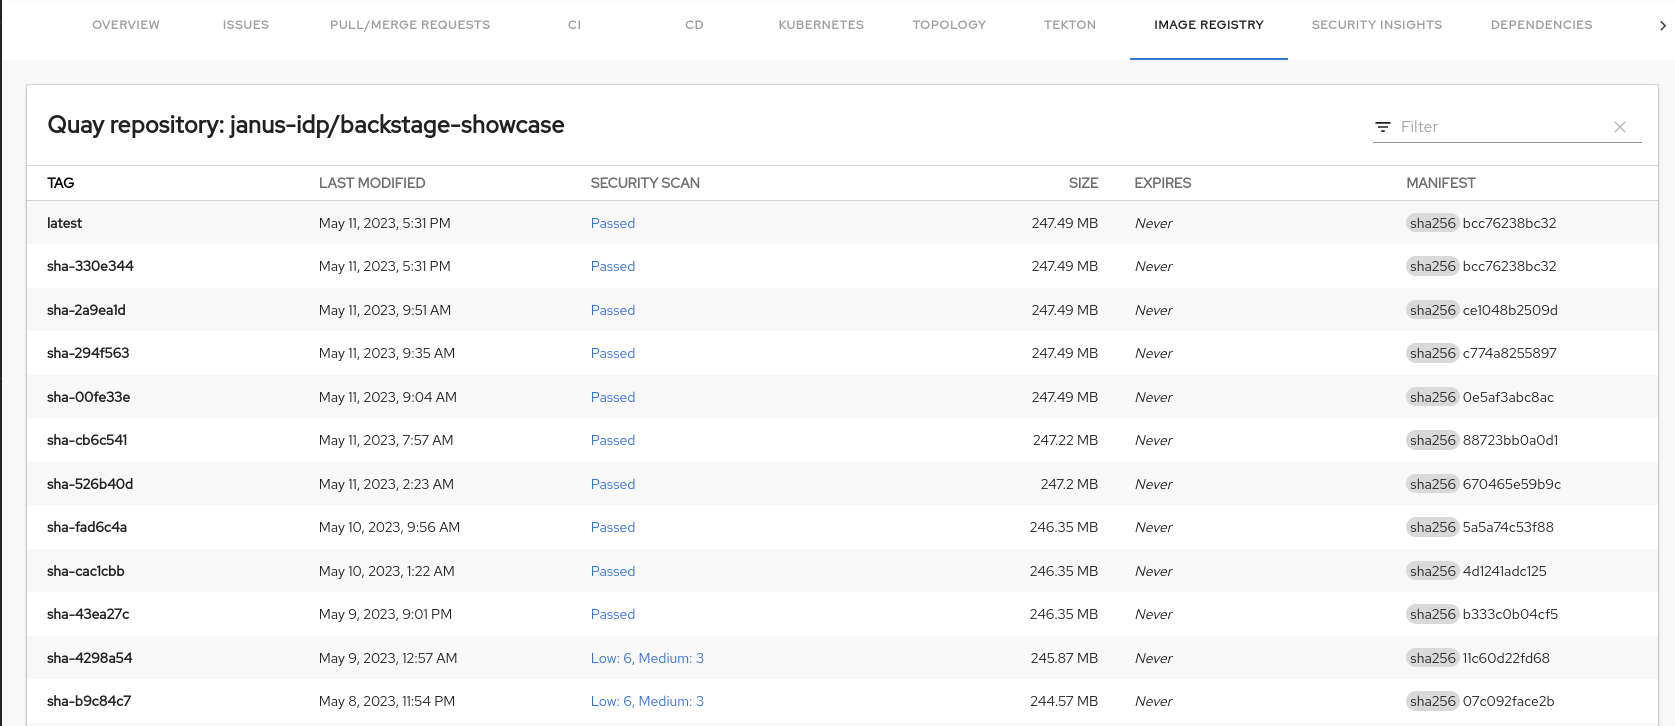 OVERVIEW ISSUES PULL/MERGE REQUESTS CI CD KUBERNETES TOPOLOGY TEKTON IMAGE REGISTRY SECURITY INSIGHTS DEPENDENCIES
Quay repository: janus-idp/backstage-showcase
Filter
TAG LAST MODIFIED SECURITY SCAN SIZE EXPIRES MANIFEST
latest May 11, 2023, 5:31 PM Passed 247.49 MB Never sha256 bcc76238bc32
sha-330e344 May 11, 2023, 5:31 PM Passed 247.49 MB Never sha256 bcc76238bc32
sha-2a9ea1d May 11, 2023, 9:51 AM Passed 247.49 MB Never sha256 ce1048b2509d
sha-294f563 May 11, 2023, 9:35 AM Passed 247.49 MB Never sha256 c774a8255897
sha-00fe33e May 11, 2023, 9:04 AM Passed 247.49 MB Never sha256 0e5af3abc8ac
sha-cb6c541 May 11, 2023, 7:57 AM Passed 247.22 MB Never sha256 88723bb0a0d1
sha-526b40d May 11, 2023, 2:23 AM Passed 247.2 MB Never sha256 670465e59b9c
sha-fad6c4a May 10, 2023, 9:56 AM Passed 246.35 MB Never sha256 5a5a74c53f88
sha-cac1cbb May 10, 2023, 1:22 AM Passed 246.35 MB Never sha256 4d1241adc125
sha-43ea27c May 9, 2023, 9:01 PM Passed 246.35 MB Never sha256 b333c0b04cf5
sha-4298a54 May 9, 2023, 12:57 AM Low: 6, Medium: 3 245.87 MB Never sha256 11c60d22fd68
sha-b9c84c7 May 8, 2023, 11:54 PM Low: 6, Medium: 3 244.57 MB Never sha256 07c092face2b